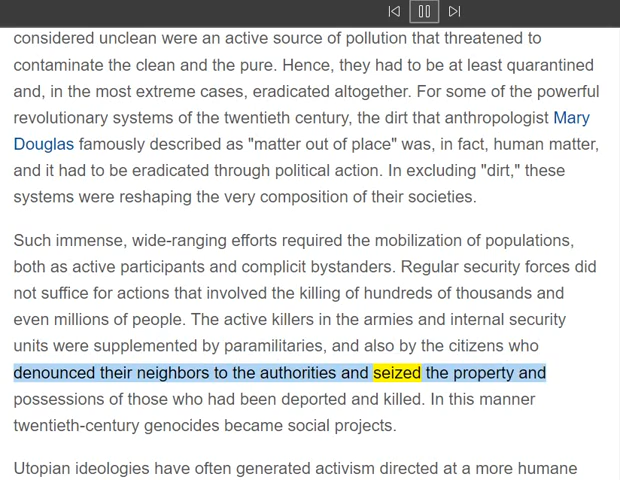 considered unclean were an active source of pollution that threatened to
contaminate the clean and the pure. Hence, they had to be at least quarantined
and, in the most extreme cases, eradicated altogether. For some of the powerful
revolutionary systems of the twentieth century, the dirt that anthropologist Mary
Douglas famously described as "matter out of place" was, in fact, human matter,
and it had to be eradicated through political action. In excluding "dirt," these
systems were reshaping the very composition of their societies.
Such immense, wide-ranging efforts required the mobilization of populations,
both as active participants and complicit bystanders. Regular security forces did
not suffice for actions that involved the killing of hundreds of thousands and
even millions of people. The active killers in the armies and internal security
units were supplemented by paramilitaries, and also by the citizens who
denounced their neighbors to the authorities and seized the property and
possessions of those who had been deported and killed. In this manner
twentieth-century genocides became social projects.
Utopian ideologies have often generated activism directed at a more humane